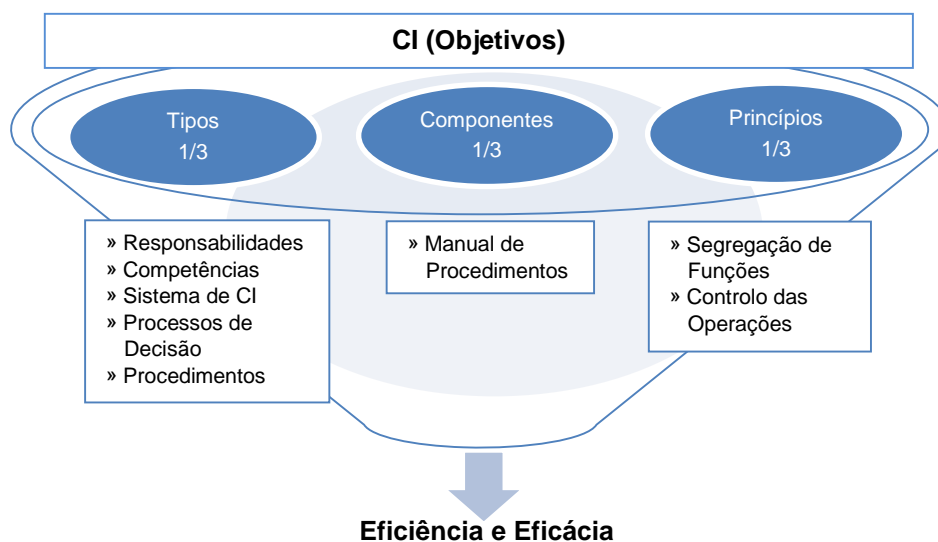 CI (Objetivos)
Tipos
1/3
Componentes
1/3
Princípios
1/3
» Responsabilidades
» Competências
» Sistema de CI
» Processos de
Decisão
» Procedimentos
» Manual de
Procedimentos
» Segregação de
Funções
» Controlo das
Operações
Eficiência e Eficácia